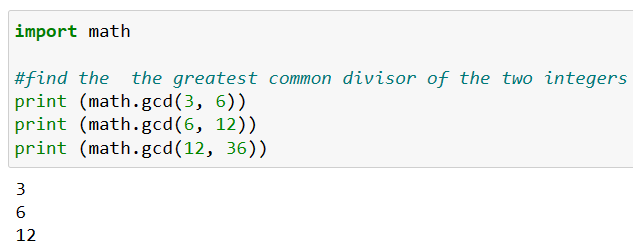 import math
#find the  the greatest common divisor of the two integers
print (math.gcd(3, 6))
print (math.gcd(6, 12))
print (math.gcd(12, 36))
3
6
12